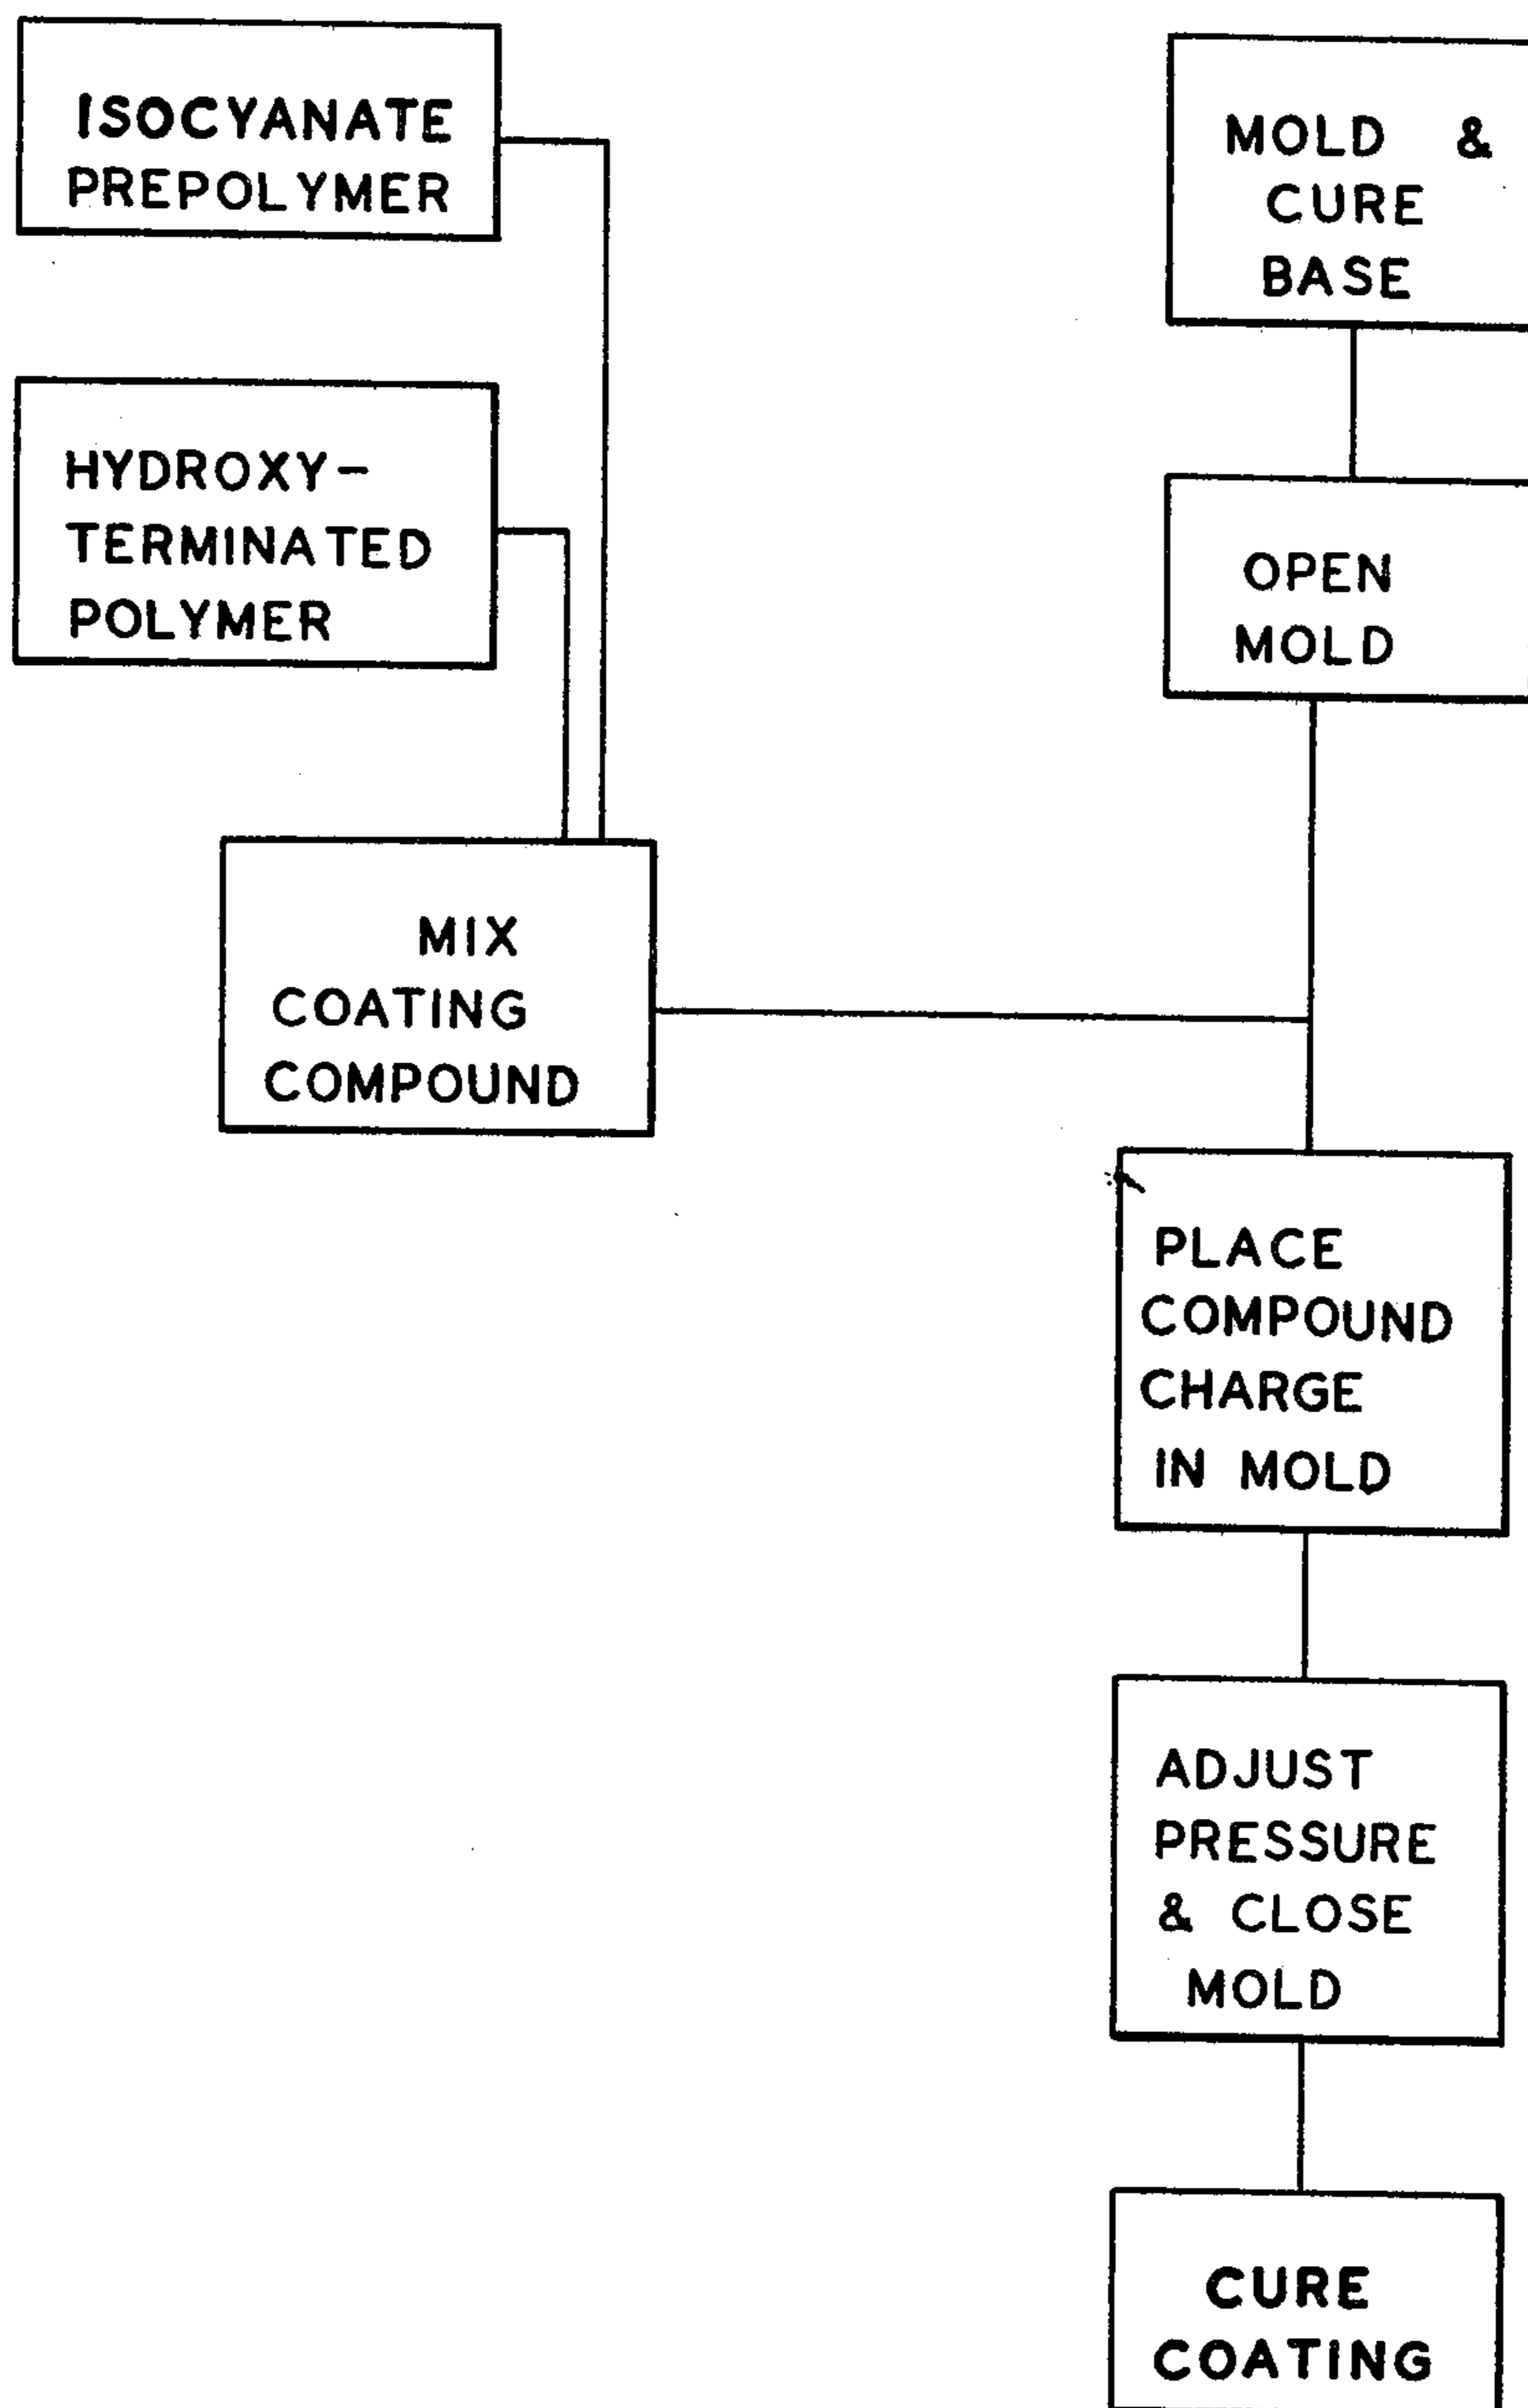 ISOCYANATE
PREPOLYMER
HYDROXY-
TERMINATED
POLYMER
MIX
COATING
COMPOUND
MOLD &
CURE
BASE
OPEN
MOLD
PLACE
COMPOUND
CHARGE
IN MOLD
ADJUST
PRESSURE
& CLOSE
MOLD
CURE
COATING